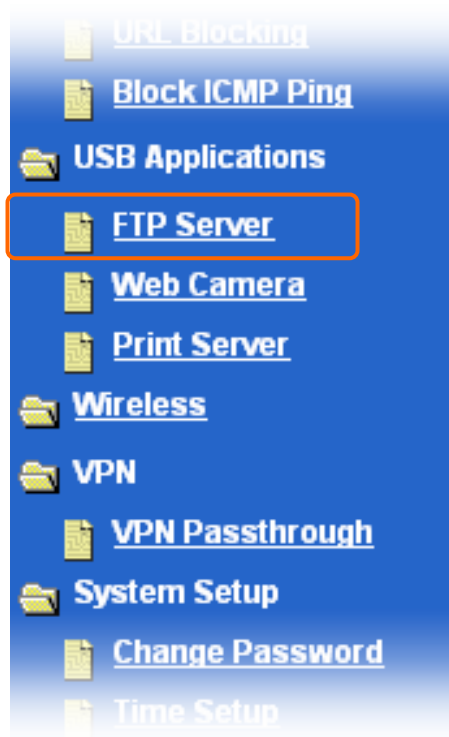 URL Blocking
Block ICMP Ping
USB Applications
FTP Server
Web Camera
Print Server
Wireless
VPN
VPN Passthrough
System Setup
Change Password
Time Setup